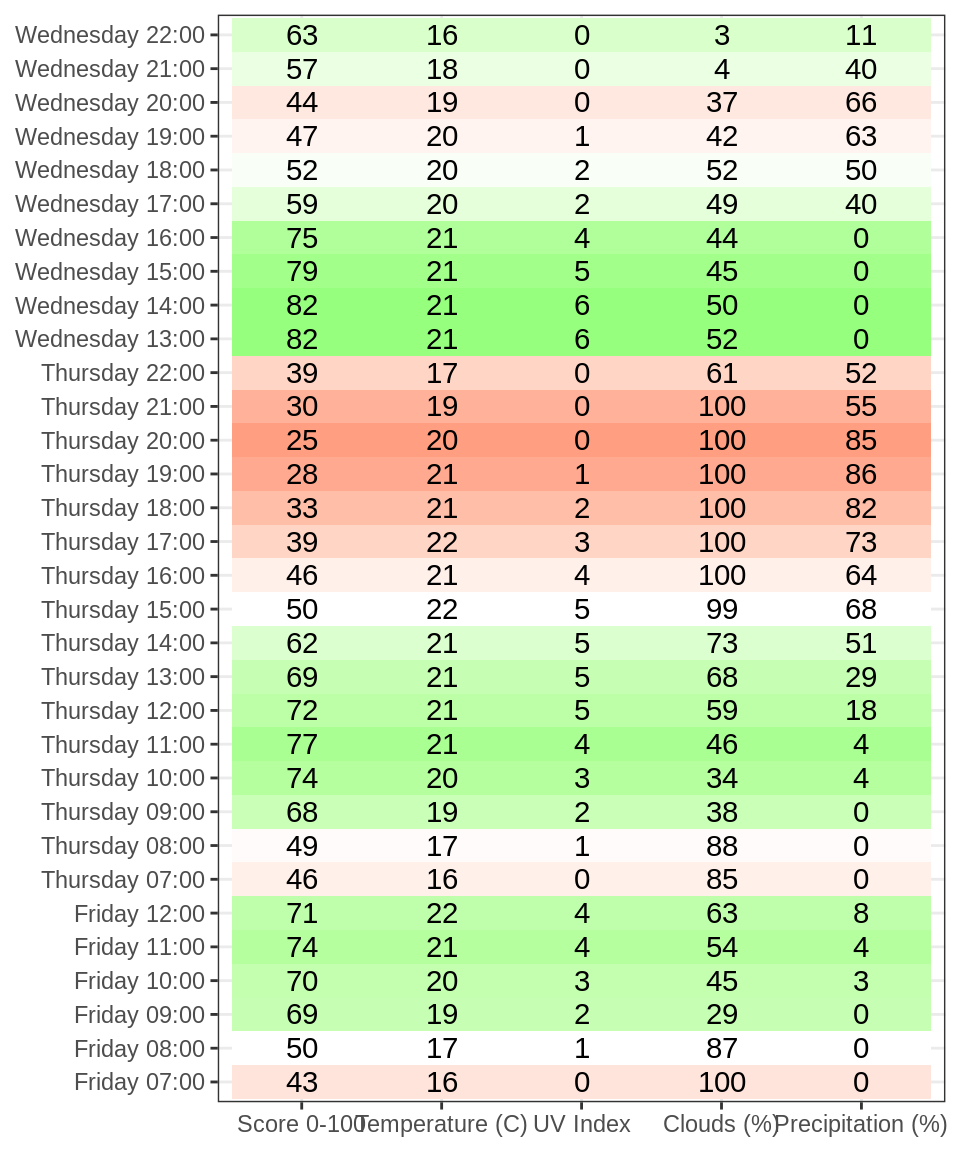 Wednesday 22:00 63 16 0 3 11
Wednesday 21:00 57 18 0 4 40
Wednesday 20:00 44 19 0 37 66
Wednesday 19:00 47 20 1 42 63
Wednesday 18:00 52 20 2 52 50
Wednesday 17:00 59 20 2 49 40
Wednesday 16:00 75 21 4 44 0
Wednesday 15:00 79 21 5 45 0
Wednesday 14:00 82 21 6 50 0
Wednesday 13:00 82 21 6 52 0
Thursday 22:00 39 17 0 61 52
Thursday 21:00 30 19 0 100 55
Thursday 20:00 25 20 0 100 85
Thursday 19:00 28 21 1 100 86
Thursday 18:00 33 21 2 100 82
Thursday 17:00 39 22 3 100 73
Thursday 16:00 46 21 4 100 64
Thursday 15:00 50 22 5 99 68
Thursday 14:00 62 21 5 73 51
Thursday 13:00 69 21 5 68 29
Thursday 12:00 72 21 5 59 18
Thursday 11:00 77 21 4 46 4
Thursday 10:00 74 20 3 34 4
Thursday 09:00 68 19 2 38 0
Thursday 08:00 49 17 1 88 0
Thursday 07:00 46 16 0 85 0
Friday 12:00 71 22 4 63 8
Friday 11:00 74 21 4 54 4
Friday 10:00 70 20 3 45 3
Friday 09:00 69 19 2 29 0
Friday 08:00 50 17 1 87 0
Friday 07:00 43 16 0 100 0
Score 0-100 Temperature (C) UV Index Clouds (%) Precipitation (%)